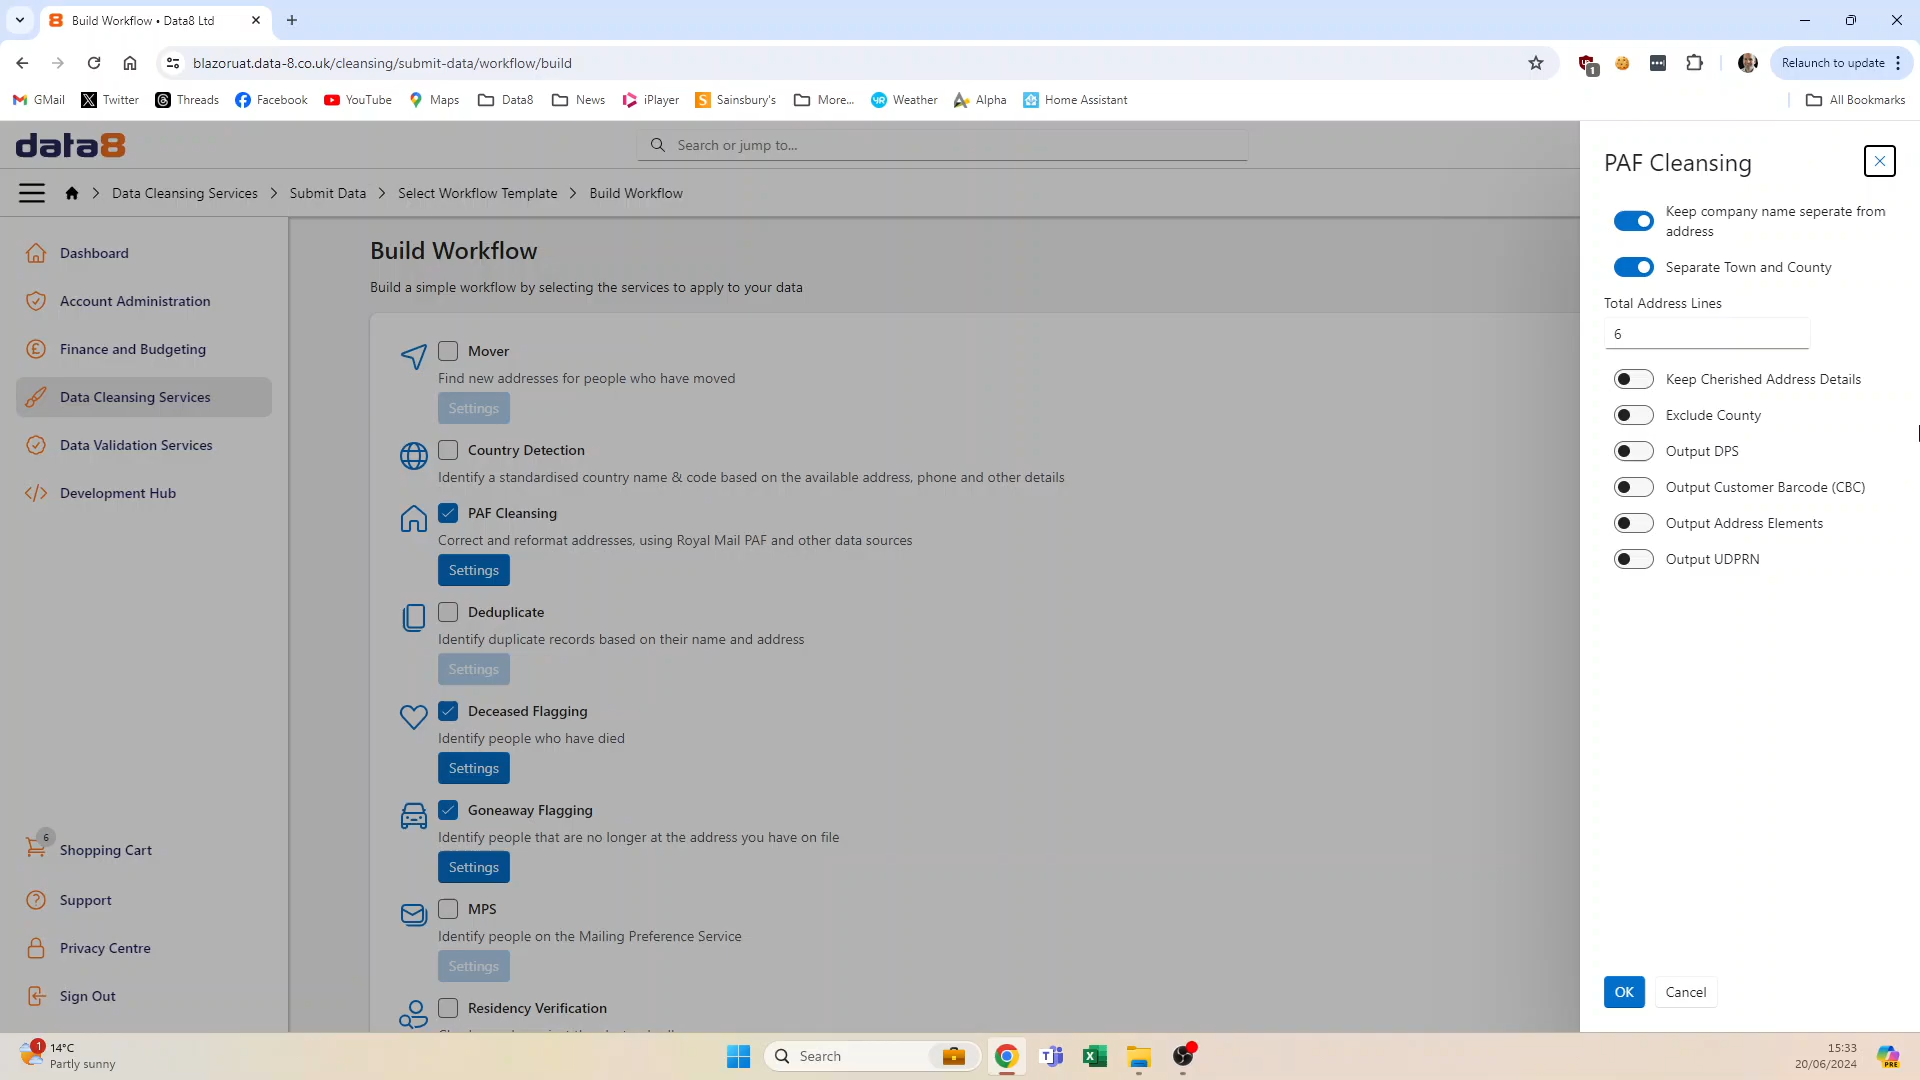 Build Workflow • Data8 Ltd
blazoruat.data-8.co.uk/cleansing/submit-data/workflow/build
1
Relaunch to update
GMail
Twitter
Threads
Facebook
YouTube
Maps
Data8
News
iPlayer
Sainsbury's
More...
Weather
Alpha
Home Assistant
All Bookmarks
data8
Search or jump to...
Data Cleansing Services
Submit Data
Select Workflow Template
Build Workflow
Dashboard
Account Administration
Finance and Budgeting
Data Cleansing Services
Data Validation Services
Development Hub
6
Shopping Cart
Support
Privacy Centre
Sign Out
Build Workflow
Build a simple workflow by selecting the services to apply to your data
Mover
Find new addresses for people who have moved
Settings
Country Detection
Identify a standardised country name & code based on the available address, phone and other details
PAF Cleansing
Correct and reformat addresses, using Royal Mail PAF and other data sources
Settings
Deduplicate
Identify duplicate records based on their name and address
Settings
Deceased Flagging
Identify people who have died
Settings
Goneaway Flagging
Identify people that are no longer at the address you have on file
Settings
MPS
Identify people on the Mailing Preference Service
Settings
Residency Verification
PAF Cleansing
Keep company name seperate from
address
Separate Town and County
Total Address Lines
6
Keep Cherished Address Details
Exclude County
Output DPS
Output Customer Barcode (CBC)
Output Address Elements
Output UDPRN
OK
Cancel
1
14°C
Partly sunny
Search
15:33
20/06/2024
PRE